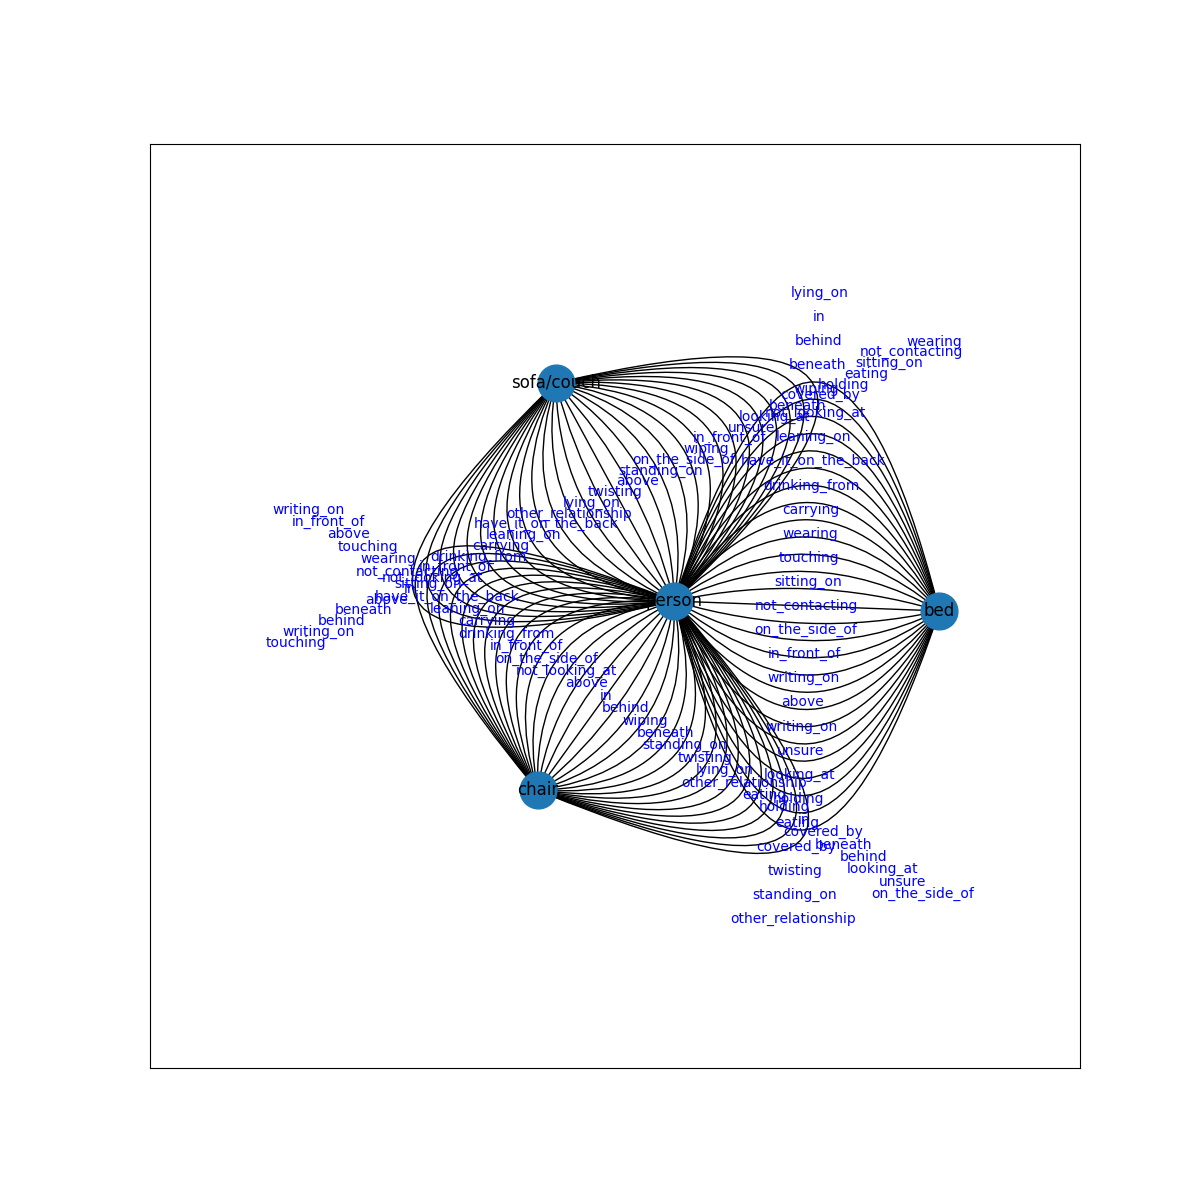 lying_on
in
behind
wearing
not_contacting
sitting_on
beneath
eating
sofa/couch
holding
wiping
covered_by
beneath
not_looking_at
looking_at
unsure
leaning_on
in_front_of
wiping
on_the_side_of
have_it_on_the_back
standing_on
above
drinking_from
twisting
lying_on
writing_on
carrying
other_relationship
in_front_of
have_it_on_the_back
above
leaning_on
wearing
carrying
touching
drinking_from
touching
wearing
in_front_of
not_contacting
not_looking_at
sitting_on
sitting_on
in
have_it_on_the_back
above
person
not_contacting
leaning_on
beneath
bed
behind
carrying
on_the_side_of
writing_on
drinking_from
touching
in_front_of
in_front_of
on_the_side_of
not_looking_at
writing_on
above
in
above
behind
wiping
writing_on
beneath
standing_on
unsure
twisting
lying_on
looking_at
other_relationship
chair
eating
holding
holding
in
eating
covered_by
beneath
covered_by
behind
looking_at
twisting
unsure
on_the_side_of
standing_on
other_relationship